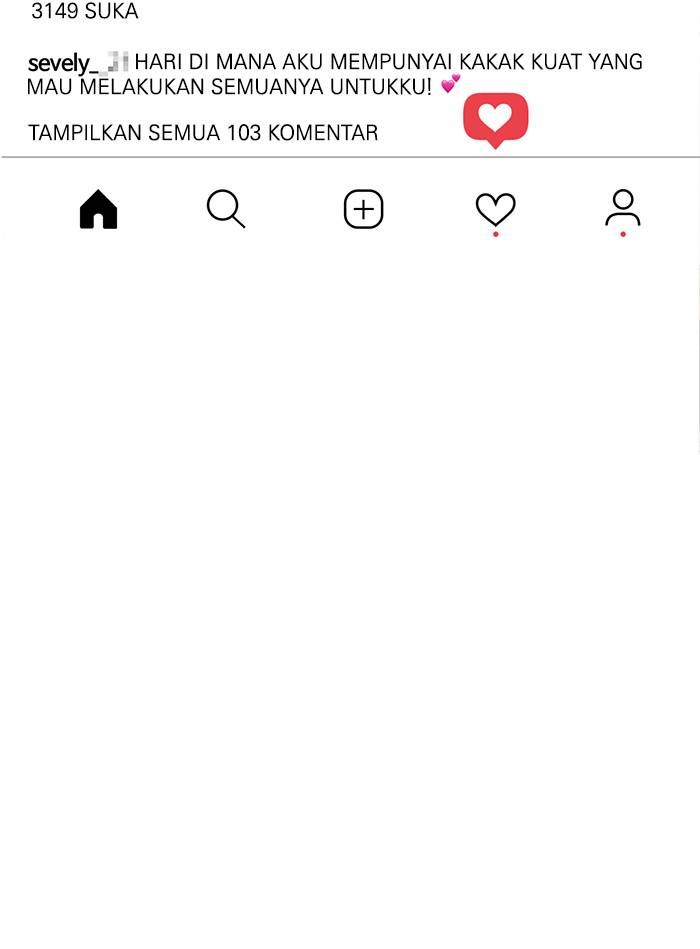 3149 SUKA
sevely_ HARI DI MANA AKU MEMPUNYAI KAKAK KUAT YANG
MAU MELAKUKAN SEMUANYA UNTUKKU! 💕
TAMPILKAN SEMUA 103 KOMENTAR